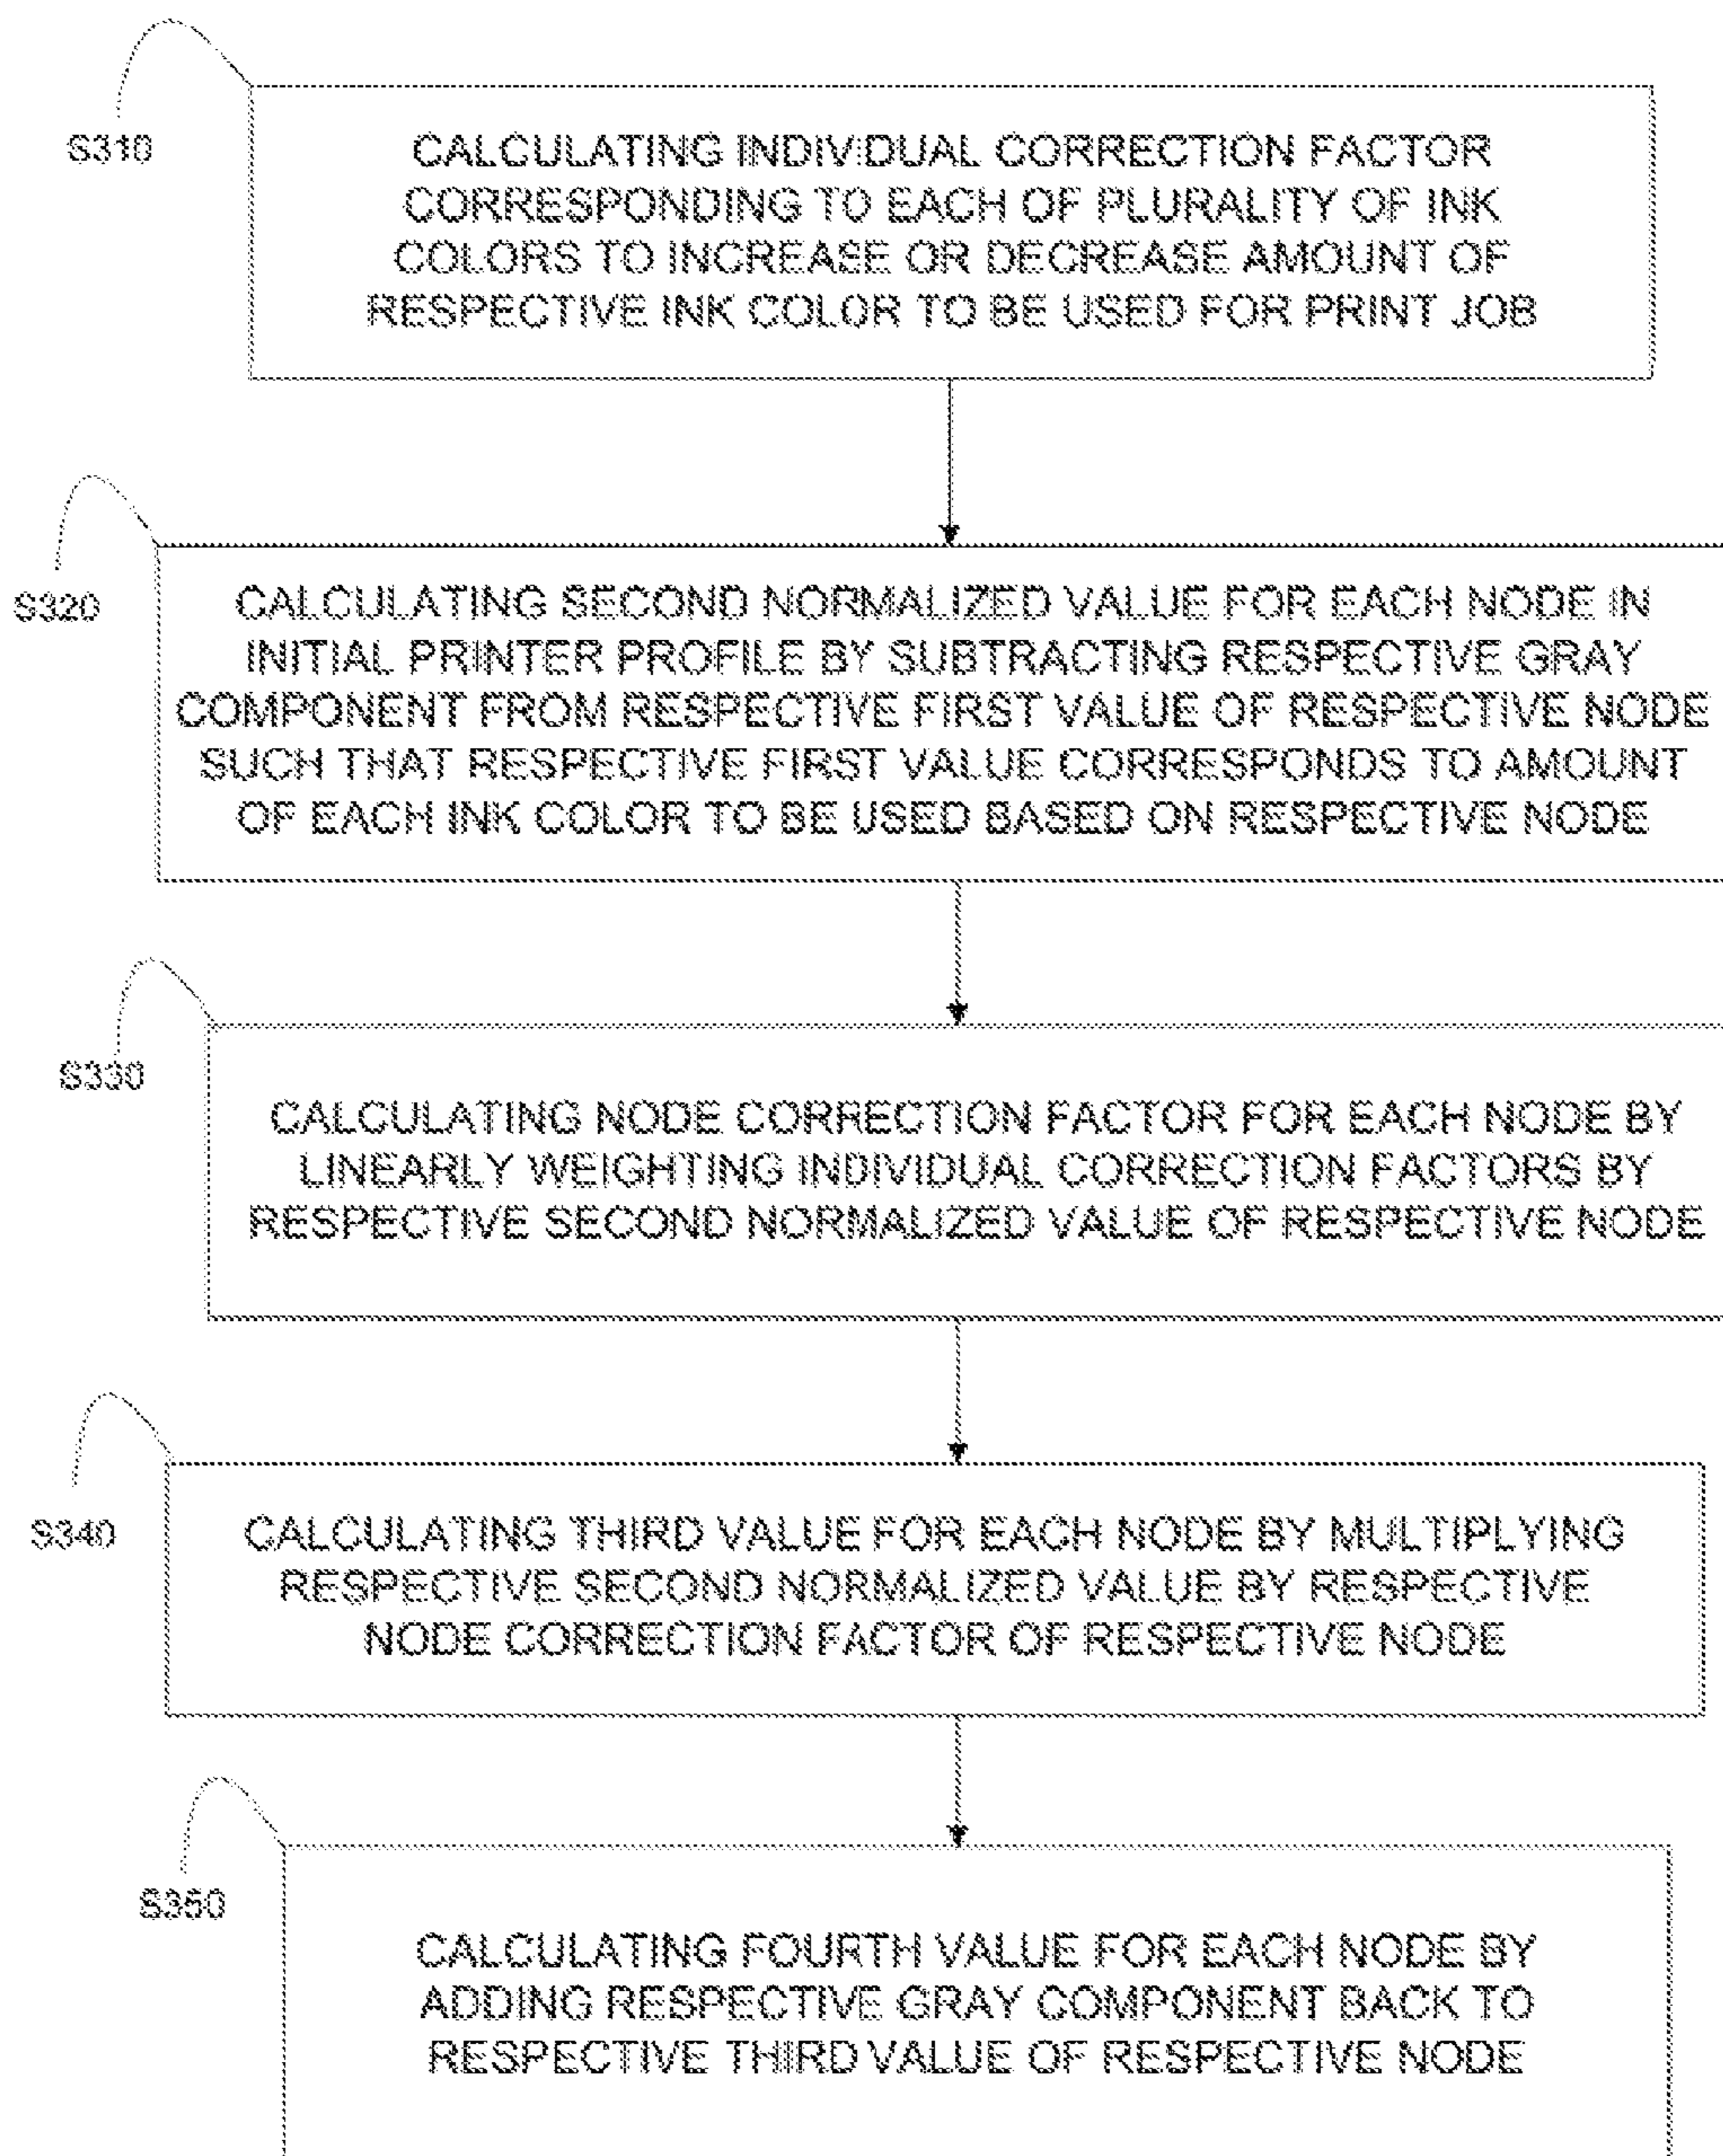 S310
CALCULATING INDIVIDUAL CORRECTION FACTOR
CORRESPONDING TO EACH OF PLURALITY OF INK
COLORS TO INCREASE OR DECREASE AMOUNT OF
RESPECTIVE INK COLOR TO BE USED FOR PRINT JOB
S320
CALCULATING SECOND NORMALIZED VALUE FOR EACH NODE IN
INITIAL PRINTER PROFILE BY SUBTRACTING RESPECTIVE GRAY
COMPONENT FROM RESPECTIVE FIRST VALUE OF RESPECTIVE NODE
SUCH THAT RESPECTIVE FIRST VALUE CORRESPONDS TO AMOUNT
OF EACH INK COLOR TO BE USED BASED ON RESPECTIVE NODE
S330
CALCULATING NODE CORRECTION FACTOR FOR EACH NODE BY
LINEARLY WEIGHTING INDIVIDUAL CORRECTION FACTORS BY
RESPECTIVE SECOND NORMALIZED VALUE OF RESPECTIVE NODE
S340
CALCULATING THIRD VALUE FOR EACH NODE BY MULTIPLYING
RESPECTIVE SECOND NORMALIZED VALUE BY RESPECTIVE
NODE CORRECTION FACTOR OF RESPECTIVE NODE
S350
CALCULATING FOURTH VALUE FOR EACH NODE BY
ADDING RESPECTIVE GRAY COMPONENT BACK TO
RESPECTIVE THIRD VALUE OF RESPECTIVE NODE